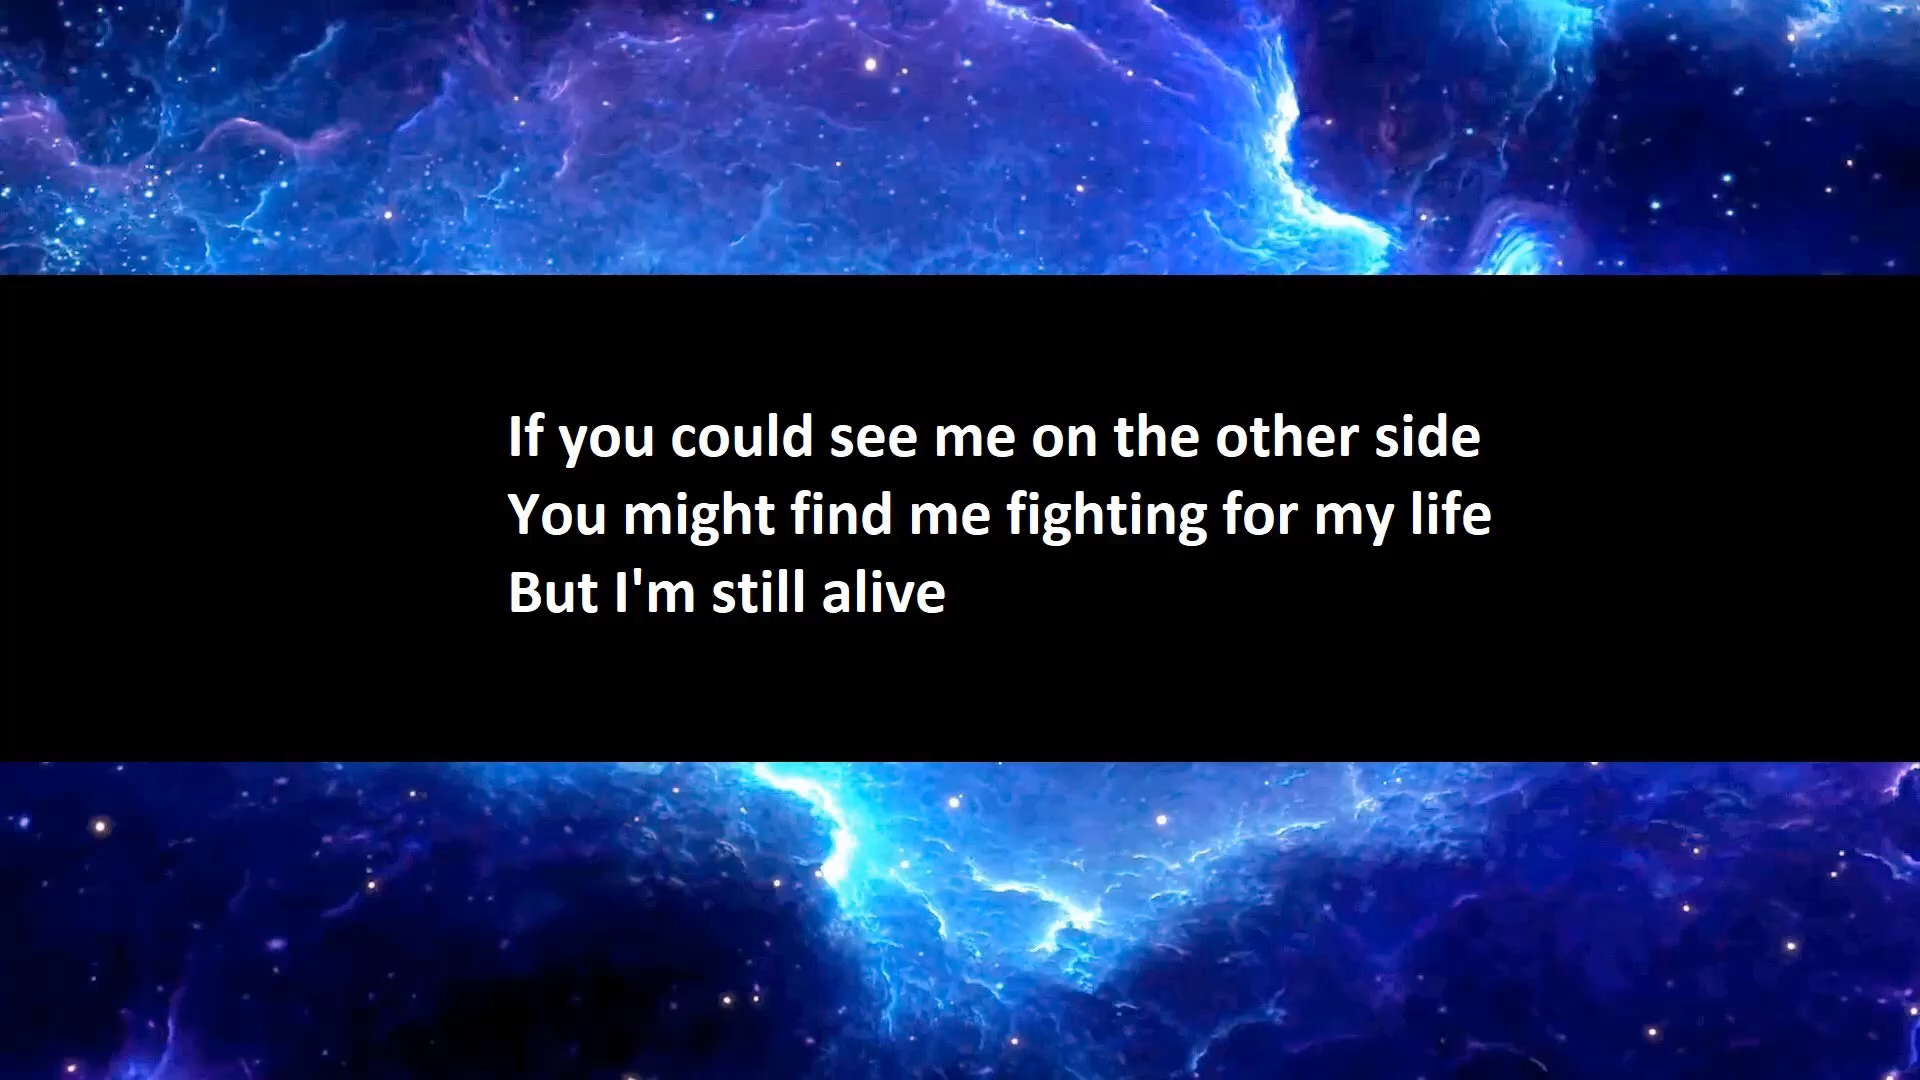 If you could see me on the other side
You might find me fighting for my life
But I'm still alive